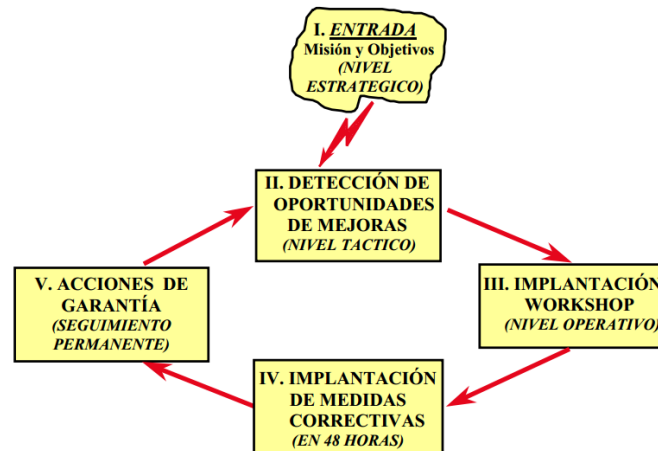 I. ENTRADA
Misión y Objetivos
(NIVEL
ESTRATEGICO)
II. DETECCIÓN DE
OPORTUNIDADES
DE MEJORAS
(NIVEL TACTICO)
V. ACCIONES DE
GARANTÍA
(SEGUIMIENTO
PERMANENTE)
III. IMPLANTACIÓN
WORKSHOP
(NIVEL OPERATIVO)
IV. IMPLANTACIÓN
DE MEDIDAS
CORRECTIVAS
(EN 48 HORAS)